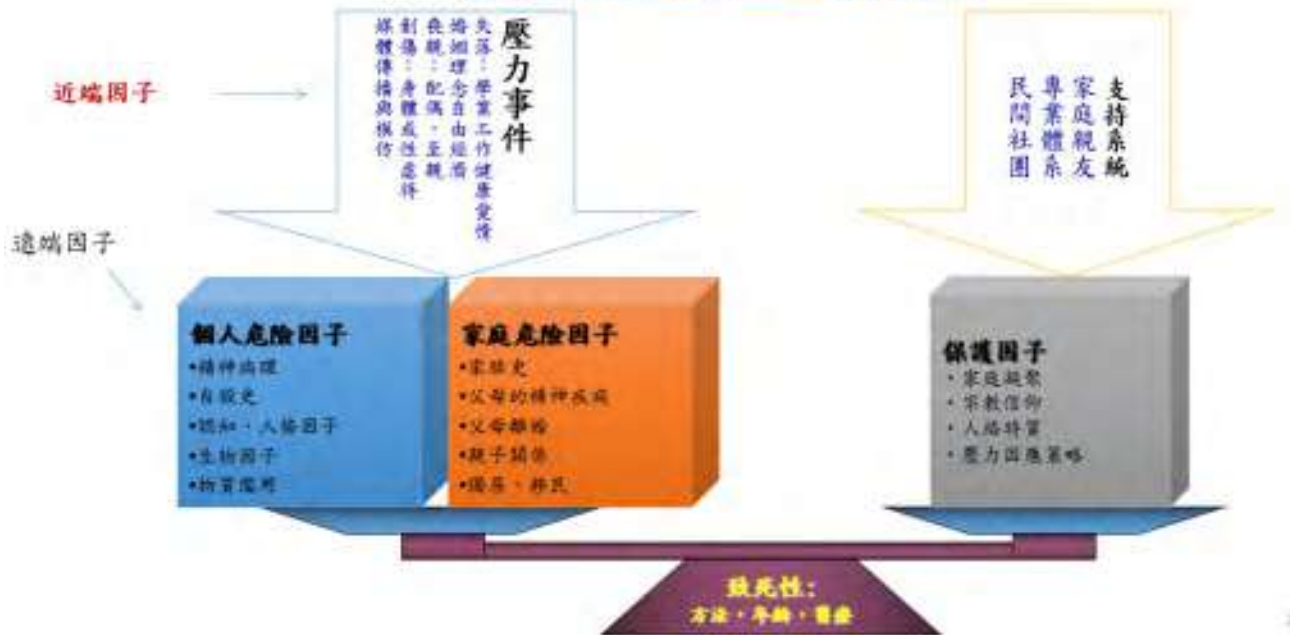 近端因子
壓力事件
失落：學業工作健康愛情
婚姻理念自由經濟
喪親：配偶、至親
創傷：身體或性虐待
媒體傳播與模仿
支持系統
家庭親友
專業體系
民間社團
遠端因子
個人危險因子
•精神病理
•自殺史
•認知、人格因子
•生物因子
•物質濫用
家庭危險因子
•家族史
•父母的精神疾病
•父母離婚
•親子關係
保護因子
・家庭凝聚
・宗教信仰
・人格特質
・壓力因應策略
致死性：
方法，年齡，醫療